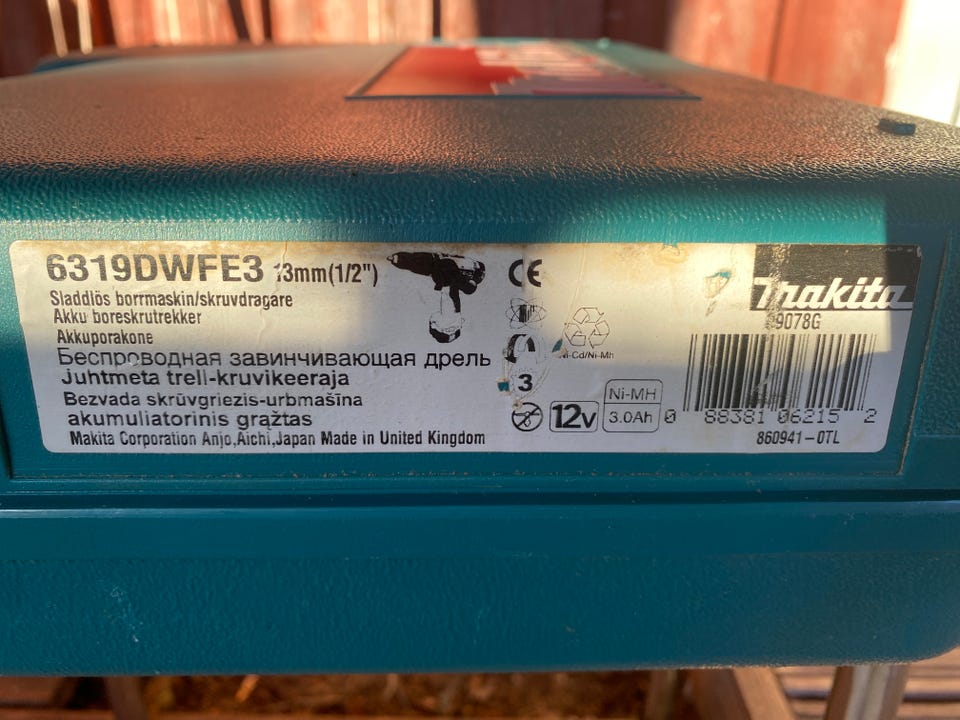 6319DWFE3 13mm(1/2")
Sladdlös borrmaskin/skruvdragare
Akku boreskrutrekker
Akkuporakone
Беспроводная завинчивающая дрель
Juhtmeta trell-kruvikeeraja
Bezvada skrūvgriezis-urbmašīna
akumuliatorinis grąžtas
Makita Corporation Anjo,Aichi,Japan Made in United Kingdom
CE
Ni-Cd/Ni-Mh
3
12v
Ni-MH
3.0Ah
Makita
9078G
0 88381 06215 2
860941-0TL